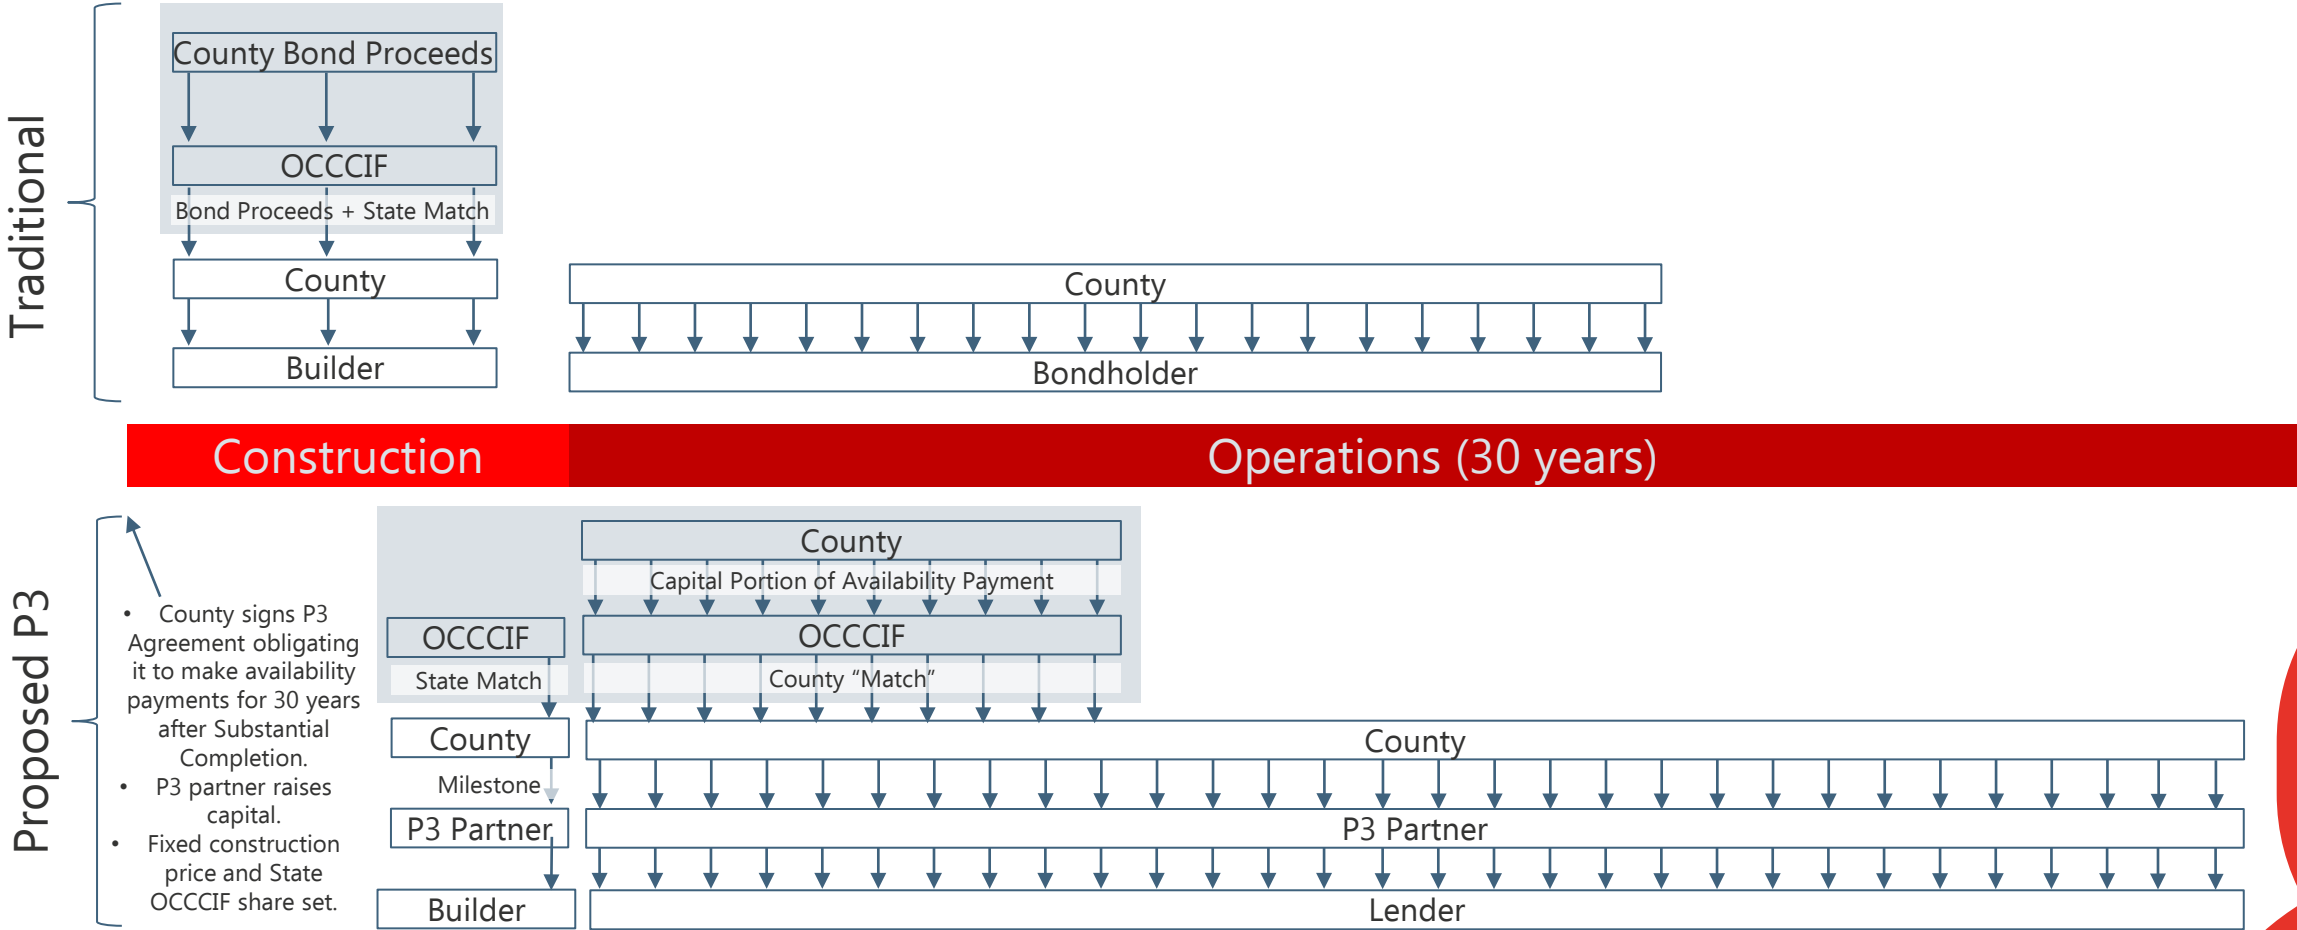 Traditional
County Bond Proceeds
OCCCIF
Bond Proceeds + State Match
County
Builder
County
Bondholder
Construction
Operations (30 years)
Proposed P3
• County signs P3
Agreement obligating
it to make availability
payments for 30 years
after Substantial
Completion.
• P3 partner raises
capital.
• Fixed construction
price and State
OCCCIF share set.
County
Capital Portion of Availability Payment
OCCCIF
OCCCIF
State Match
County “Match”
County
County
Milestone
P3 Partner
P3 Partner
Builder
Lender